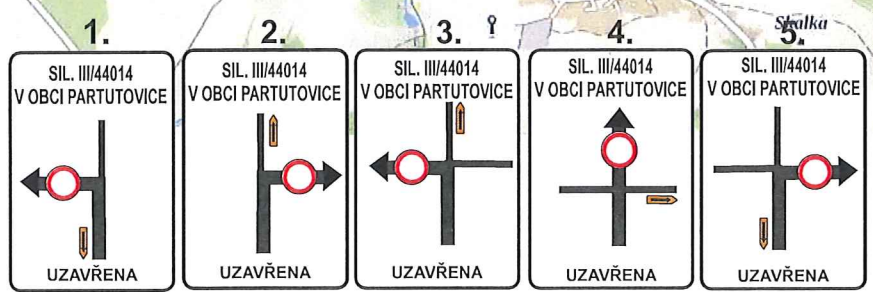 Skalka
1. 2. 3. 4. 5.
SIL. III/44014
V OBCI PARTUTOVICE
UZAVŘENA
SIL. III/44014
V OBCI PARTUTOVICE
UZAVŘENA
SIL. III/44014
V OBCI PARTUTOVICE
UZAVŘENA
SIL. III/44014
V OBCI PARTUTOVICE
UZAVŘENA
SIL. III/44014
V OBCI PARTUTOVICE
UZAVŘENA